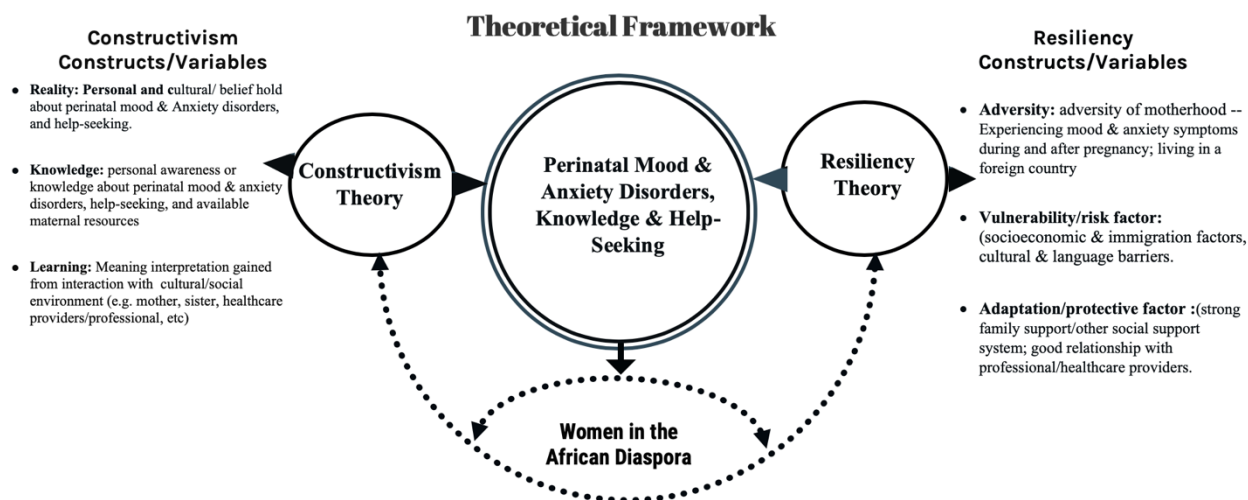 Theoretical Framework
Constructivism
Constructs/Variables
• Reality: Personal and cultural/ belief hold
about perinatal mood & Anxiety disorders,
and help-seeking.
• Knowledge: personal awareness or
knowledge about perinatal mood & anxiety
disorders, help-seeking, and available
maternal resources
• Learning: Meaning interpretation gained
from interaction with cultural/social
environment (e.g. mother, sister, healthcare
providers/professional, etc)
Constructivism
Theory
Perinatal Mood &
Anxiety Disorders,
Knowledge & Help-
Seeking
Resiliency
Theory
Women in the
African Diaspora
Resiliency
Constructs/Variables
• Adversity: adversity of motherhood --
Experiencing mood & anxiety symptoms
during and after pregnancy; living in a
foreign country
• Vulnerability/risk factor:
(socioeconomic & immigration factors,
cultural & language barriers.
• Adaptation/protective factor :(strong
family support/other social support
system; good relationship with
professional/healthcare providers.